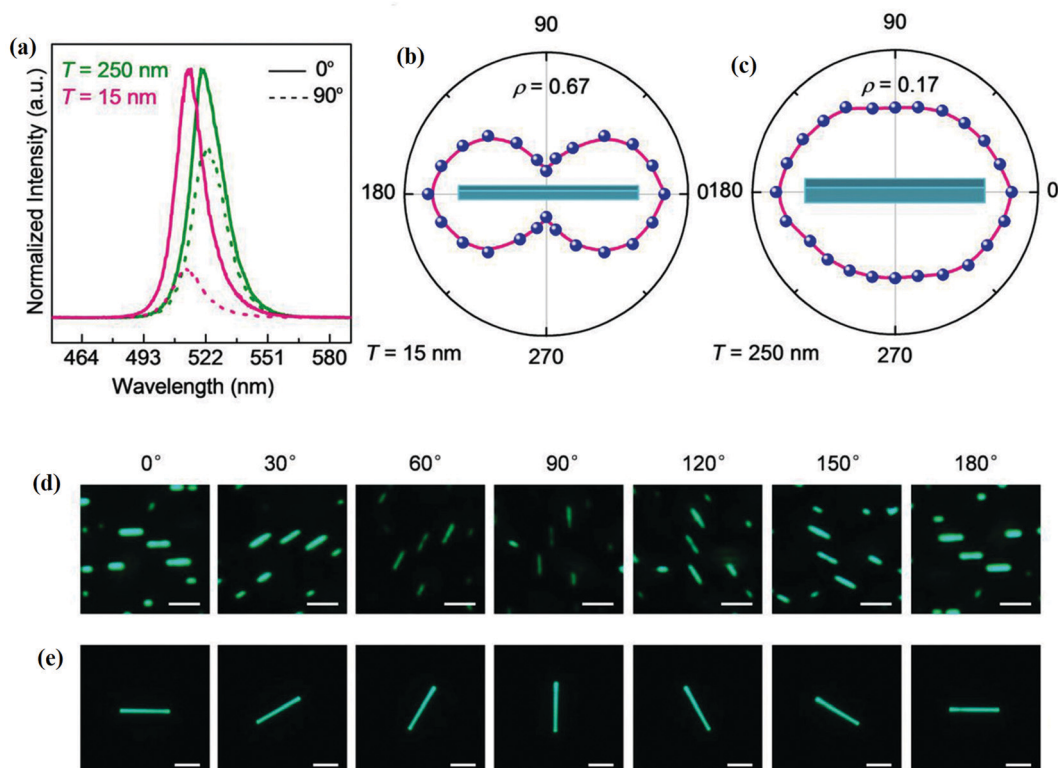 (a)
T = 250 nm
T = 15 nm
0°
90°
Normalized Intensity (a.u.)
464 493 522 551 580
Wavelength (nm)
(b)
90
ρ = 0.67
180
0
270
T = 15 nm
(c)
90
ρ = 0.17
180
0
270
T = 250 nm
0° 30° 60° 90° 120° 150° 180°
(d)
(e)